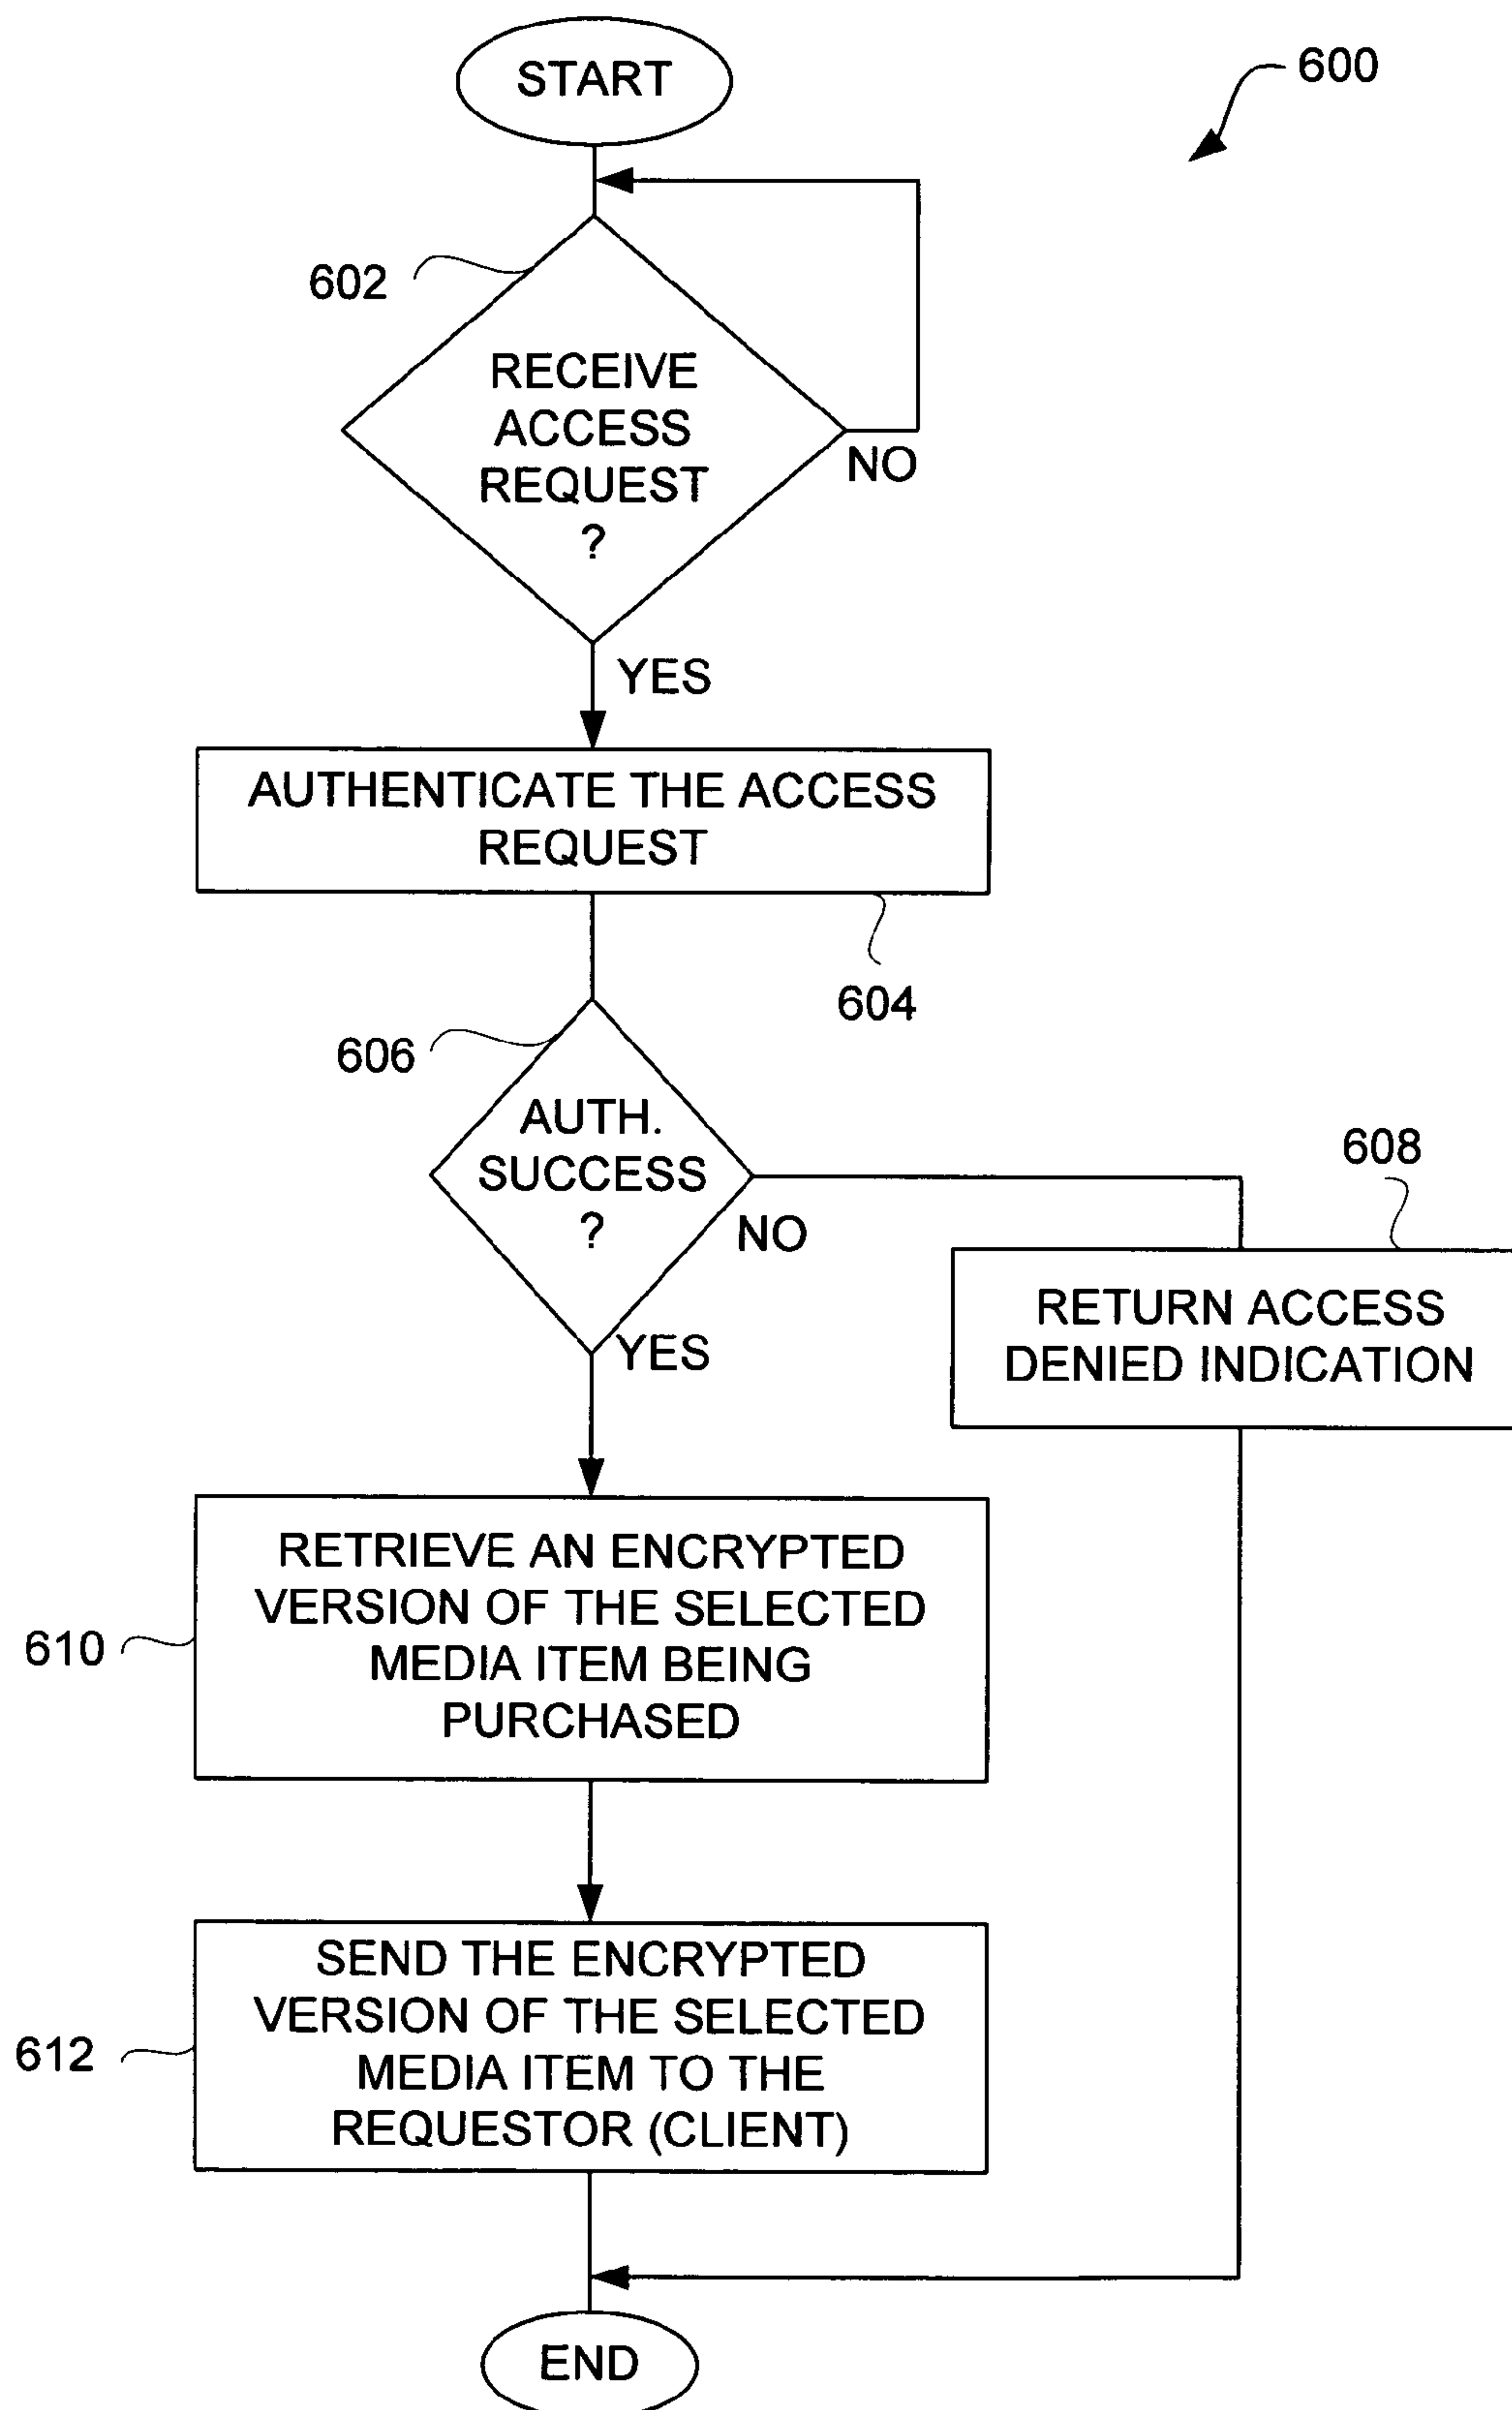 START
600
602
RECEIVE
ACCESS
REQUEST
?
NO
YES
AUTHENTICATE THE ACCESS
REQUEST
604
606
AUTH.
SUCCESS
?
NO
YES
608
RETURN ACCESS
DENIED INDICATION
610
RETRIEVE AN ENCRYPTED
VERSION OF THE SELECTED
MEDIA ITEM BEING
PURCHASED
612
SEND THE ENCRYPTED
VERSION OF THE SELECTED
MEDIA ITEM TO THE
REQUESTOR (CLIENT)
END